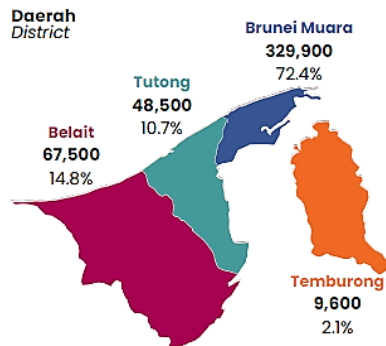 Daerah
District
Brunei Muara
329,900
72.4%
Tutong
48,500
10.7%
Belait
67,500
14.8%
Temburong
9,600
2.1%